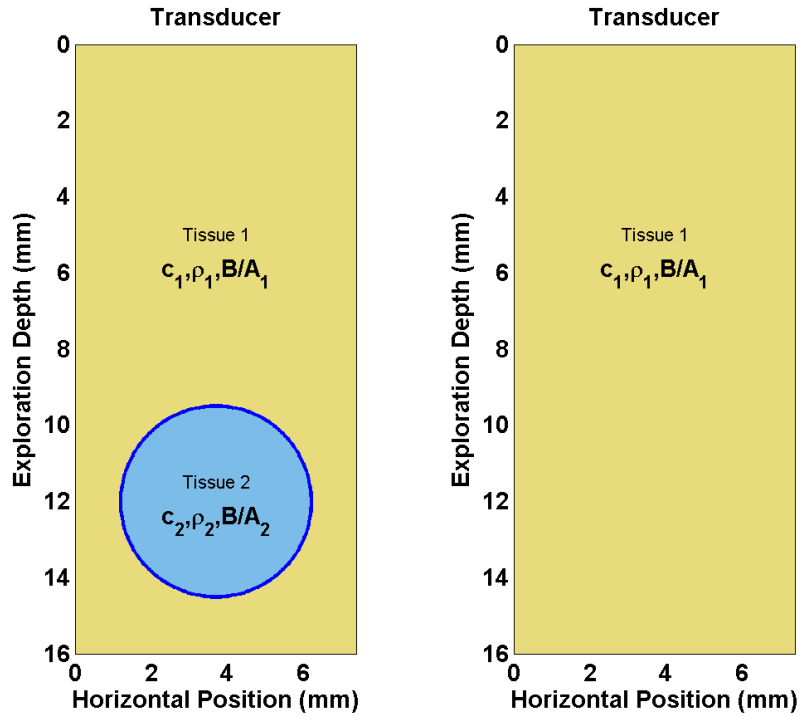 Transducer
0
2
4
6
8
10
12
14
16
Exploration Depth (mm)
Tissue 1
c₁,ρ₁,B/A₁
Tissue 2
c₂,ρ₂,B/A₂
0 2 4 6
Horizontal Position (mm)
Transducer
0
2
4
6
8
10
12
14
16
Exploration Depth (mm)
Tissue 1
c₁,ρ₁,B/A₁
0 2 4 6
Horizontal Position (mm)